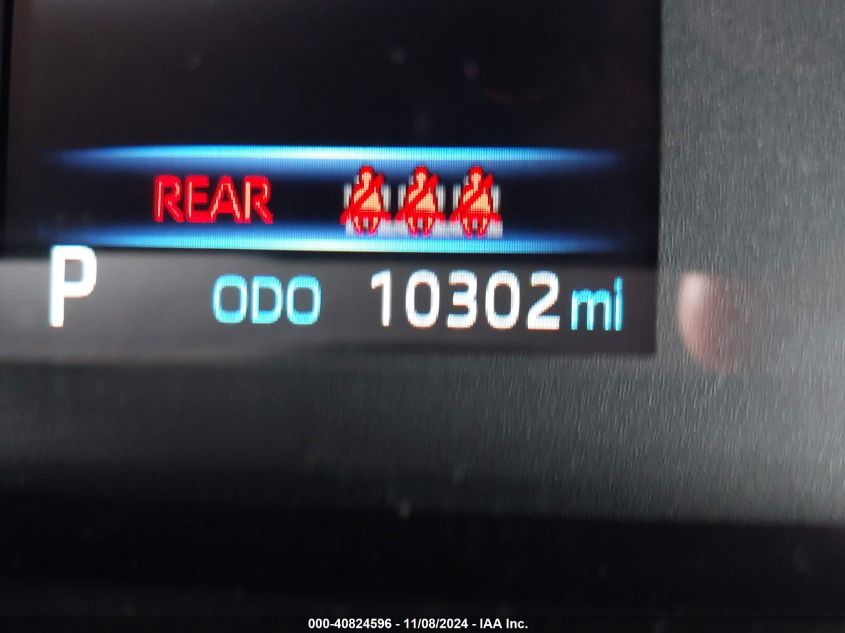 REAR
P ODO 10302 mi
000-40824596 - 11/08/2024 - IAA Inc.